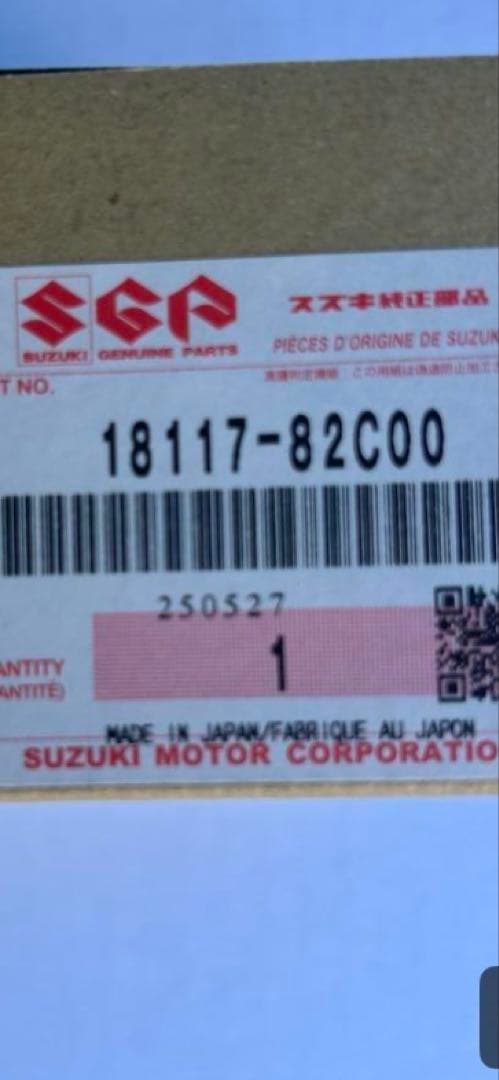 SGP
SUZUKI GENUINE PARTS
スズキ純正部品
PIÈCES D'ORIGINE DE SUZUK
T NO.
18117-82C00
250527
ANTITY
ANTITÉ)
1
MADE IN JAPAN/FABRIQUE AU JAPON
SUZUKI MOTOR CORPORATIO